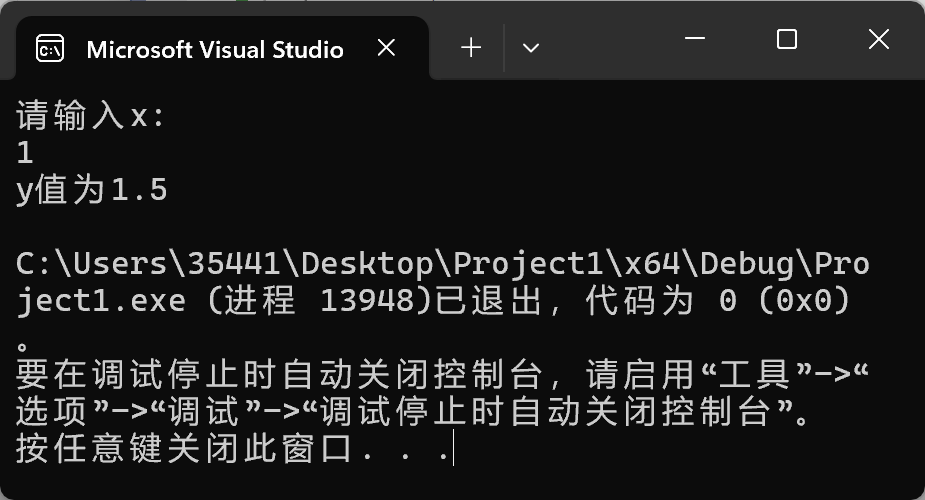 Microsoft Visual Studio
请输入x:
1
y值为1.5
C:\Users\35441\Desktop\Project1\x64\Debug\Pro
ject1.exe (进程 13948)已退出，代码为 0 (0x0)
。
要在调试停止时自动关闭控制台，请启用“工具”->“
选项”->“调试”->“调试停止时自动关闭控制台”。
按任意键关闭此窗口. . .